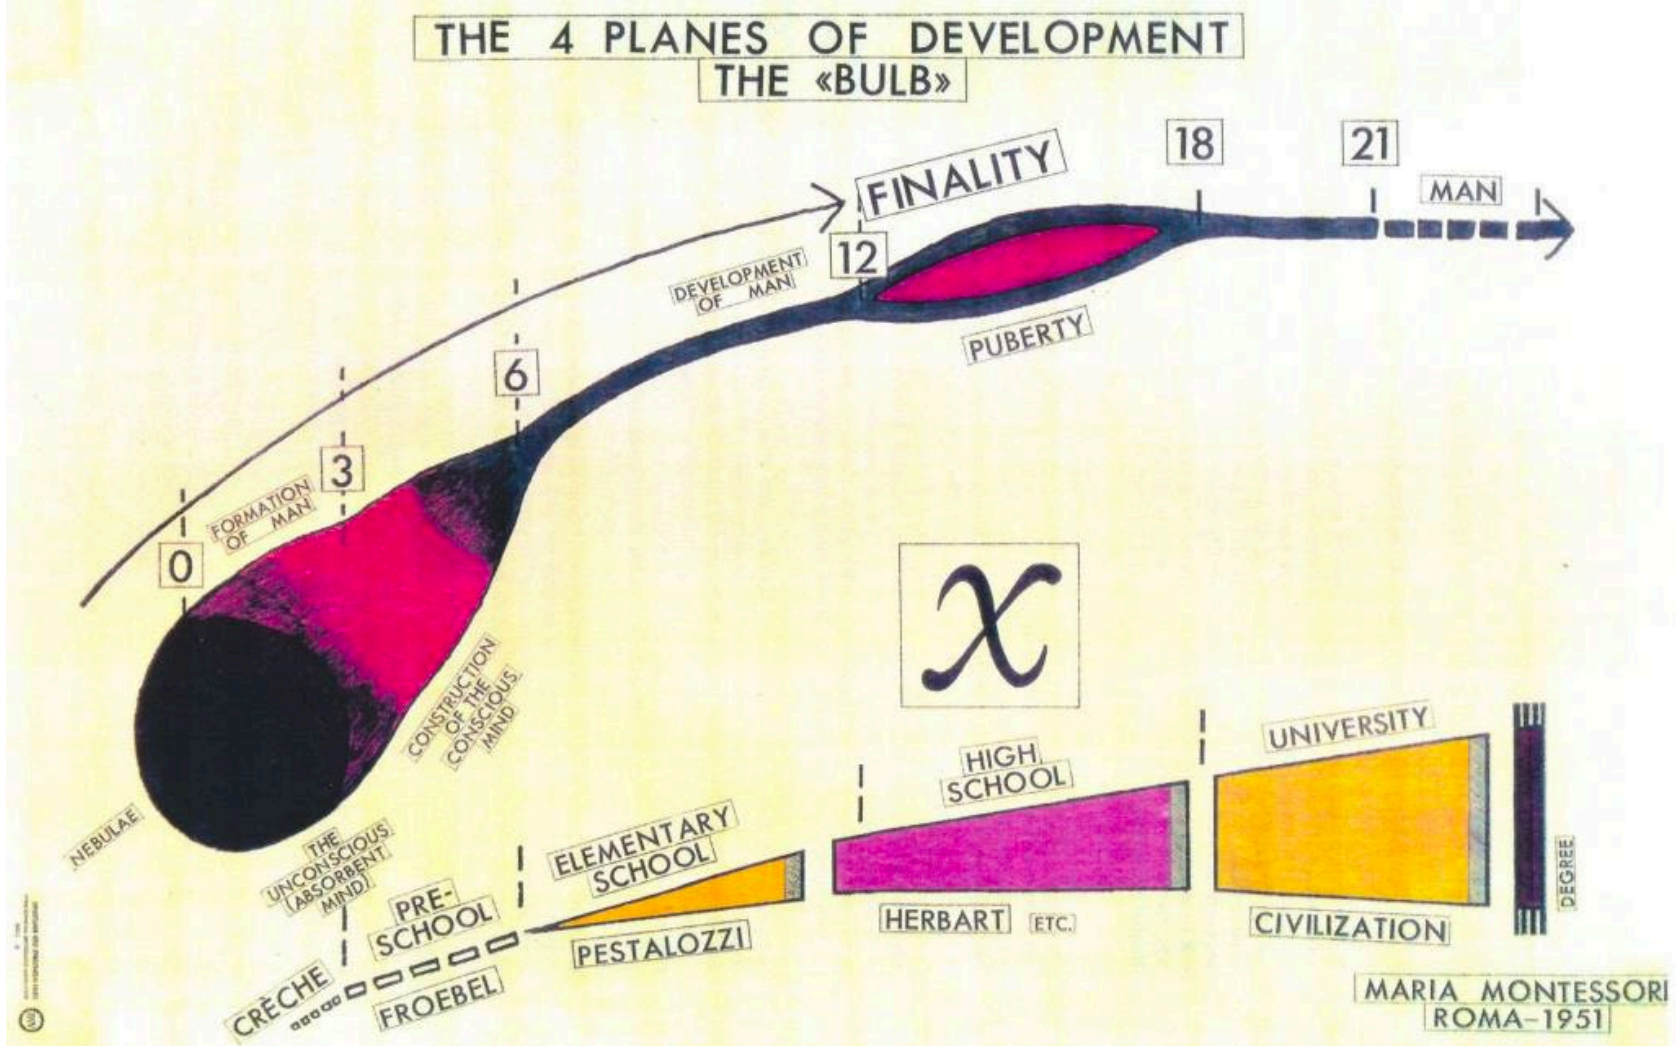 THE 4 PLANES OF DEVELOPMENT
THE «BULB»
FINALITY
18
21
MAN
12
DEVELOPMENT
OF MAN
PUBERTY
6
3
FORMATION
OF MAN
0
CONSTRUCTION
OF THE
CONSCIOUS
MIND
NEBULAE
THE
UNCONSCIOUS
(ABSORBENT
MIND)
X
CRÈCHE
PRE-
SCHOOL
FROEBEL
ELEMENTARY
SCHOOL
PESTALOZZI
HIGH
SCHOOL
HERBART ETC.
UNIVERSITY
CIVILIZATION
DEGREE
MARIA MONTESSORI
ROMA-1951